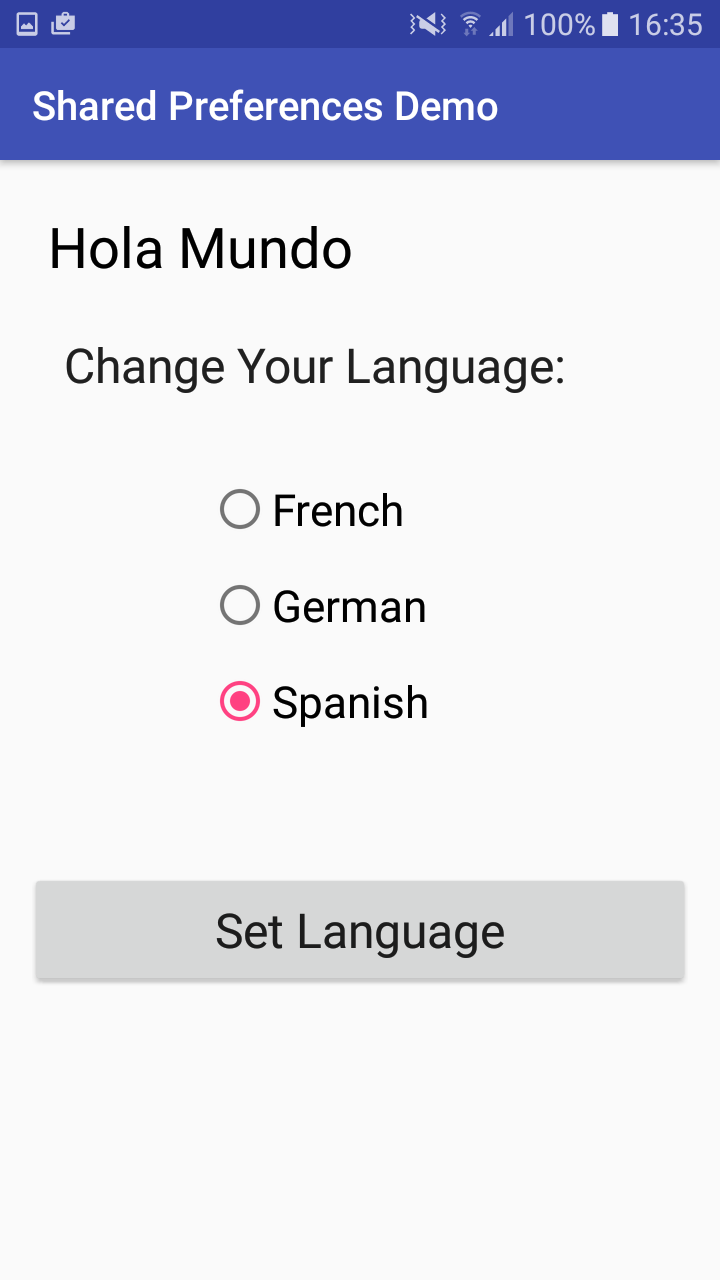 100% 16:35
Shared Preferences Demo
Hola Mundo
Change Your Language:
French
German
Spanish
Set Language